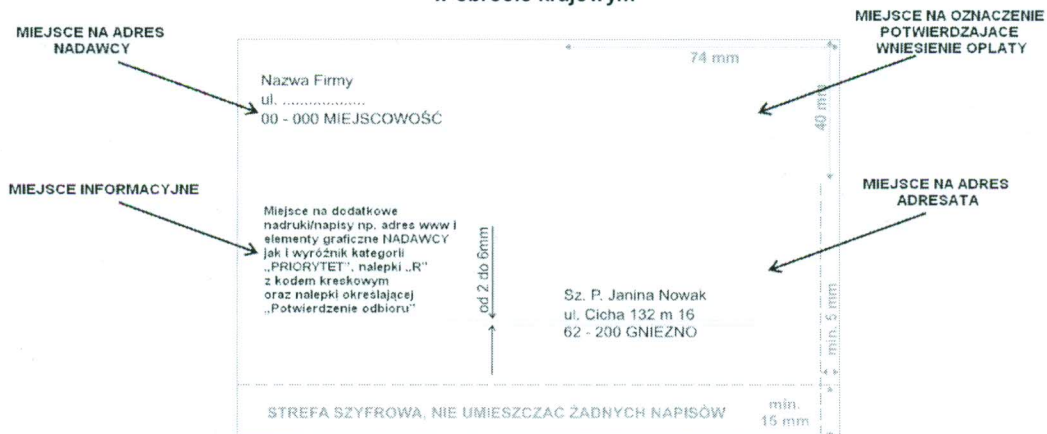 w obrocie krajowym
MIEJSCE NA ADRES
NADAWCY
MIEJSCE NA OZNACZENIE
POTWIERDZAJACE
WNIESIENIE OPLATY
74 mm
Nazwa Firmy
ul. ...................
00 - 000 MIEJSCOWOŚĆ
40 mm
MIEJSCE INFORMACYJNE
MIEJSCE NA ADRES
ADRESATA
Miejsce na dodatkowe
nadruki/napisy np. adres www i
elementy graficzne NADAWCY
jak i wyróżnik kategorii
„PRIORYTET", nalepki „R"
z kodem kreskowym
oraz nalepki okreslającej
„Potwierdzenie odbioru"
od 2 do 6mm
Sz. P. Janina Nowak
ul. Cicha 132 m 16
62 - 200 GNIEZNO
min. 5 mm
STREFA SZYFROWA, NIE UMIESZCZAC ŻADNYCH NAPISÓW
min.
15 mm